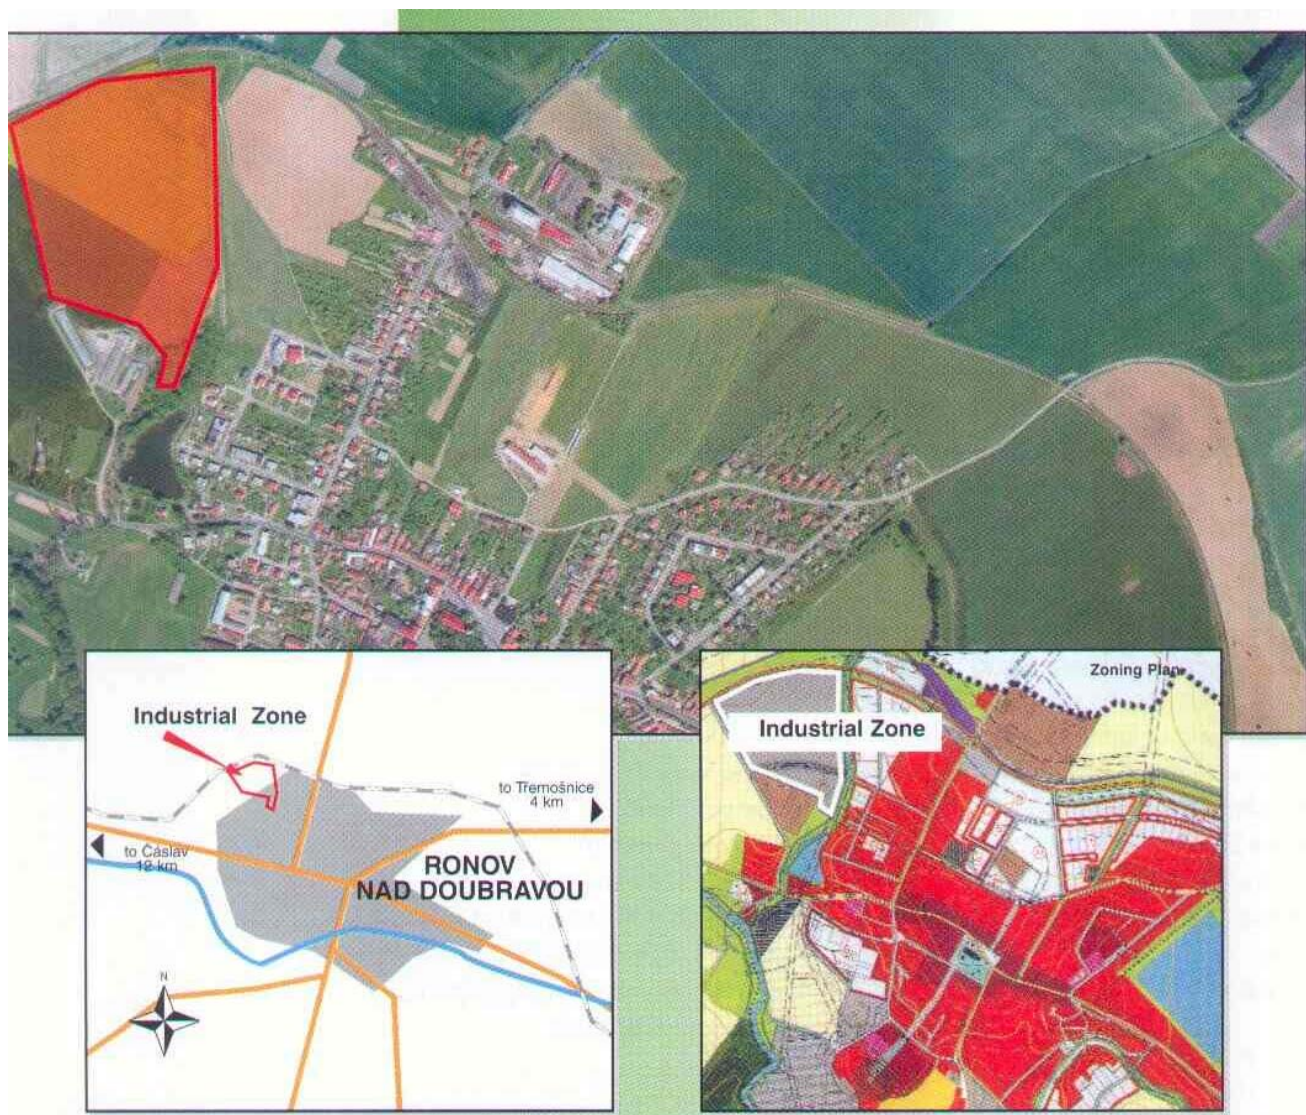 Industrial Zone
to Třemošnice
4 km
to Čáslav
12 km
RONOV
NAD DOUBRAVOU
N
Zoning Plan
Industrial Zone